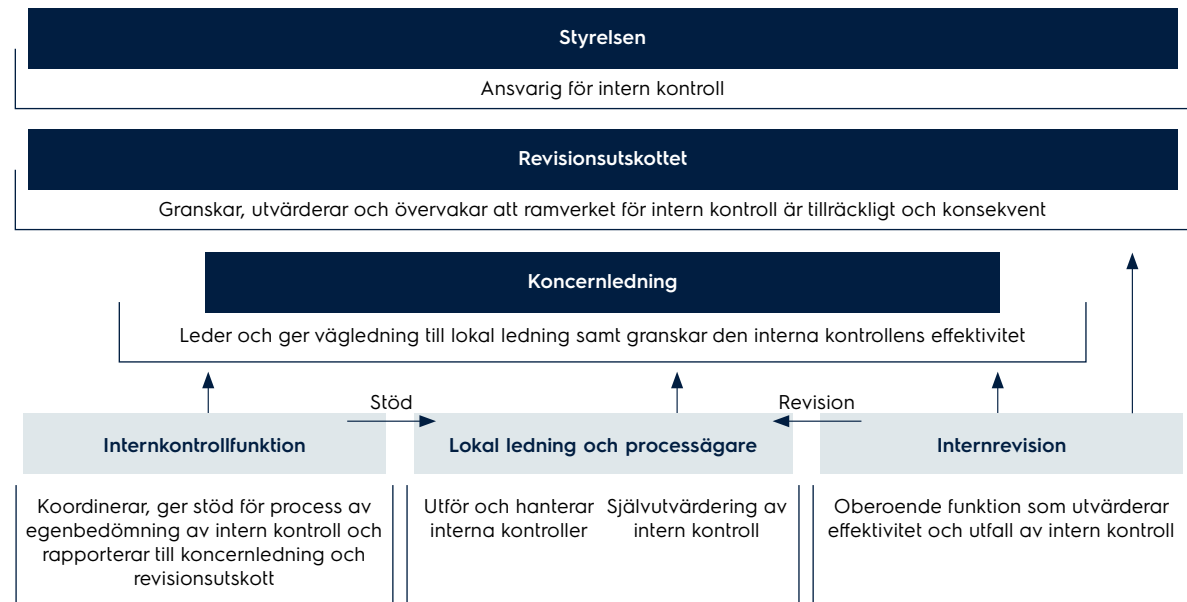 Styrelsen
Ansvarig för intern kontroll
Revisionsutskottet
Granskar, utvärderar och övervakar att ramverket för intern kontroll är tillräckligt och konsekvent
Koncernledning
Leder och ger vägledning till lokal ledning samt granskar den interna kontrollens effektivitet
Stöd
Revision
Internkontrollfunktion
Koordinerar, ger stöd för process av
egenbedömning av intern kontroll och
rapporterar till koncernledning och
revisionsutskott
Lokal ledning och processägare
Utför och hanterar
interna kontroller
Självutvärdering av
intern kontroll
Internrevision
Oberoende funktion som utvärderar
effektivitet och utfall av intern kontroll